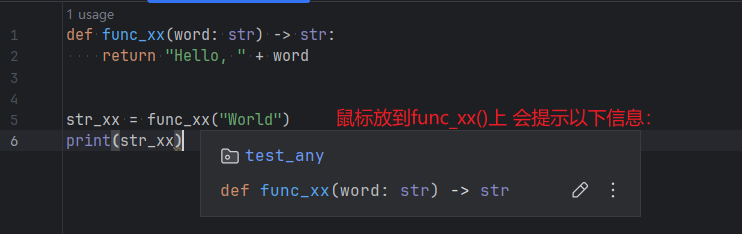 1 usage
1 def func_xx(word: str) -> str:
2 return "Hello, " + word
3
4
5 str_xx = func_xx("World") 鼠标放到func_xx()上 会提示以下信息：
6 print(str_xx)
test_any
def func_xx(word: str) -> str